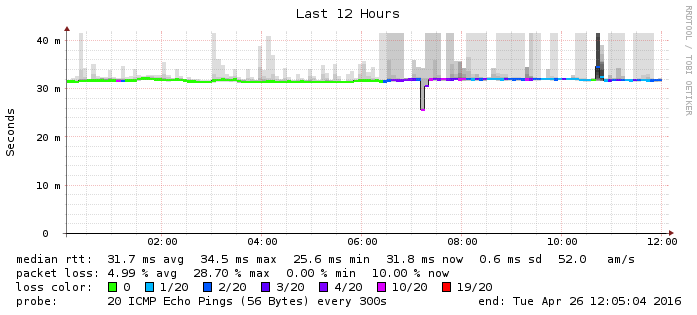 Last 12 Hours
RRDTOOL / TOBI OETIKER
Seconds
40 m
30 m
20 m
10 m
0
02:00 04:00 06:00 08:00 10:00 12:00
median rtt: 31.7 ms avg 34.5 ms max 25.6 ms min 31.8 ms now 0.6 ms sd 52.0 am/s
packet loss: 4.99 % avg 28.70 % max 0.00 % min 10.00 % now
loss color: 0 1/20 2/20 3/20 4/20 10/20 19/20
probe: 20 ICMP Echo Pings (56 Bytes) every 300s end: Tue Apr 26 12:05:04 2016